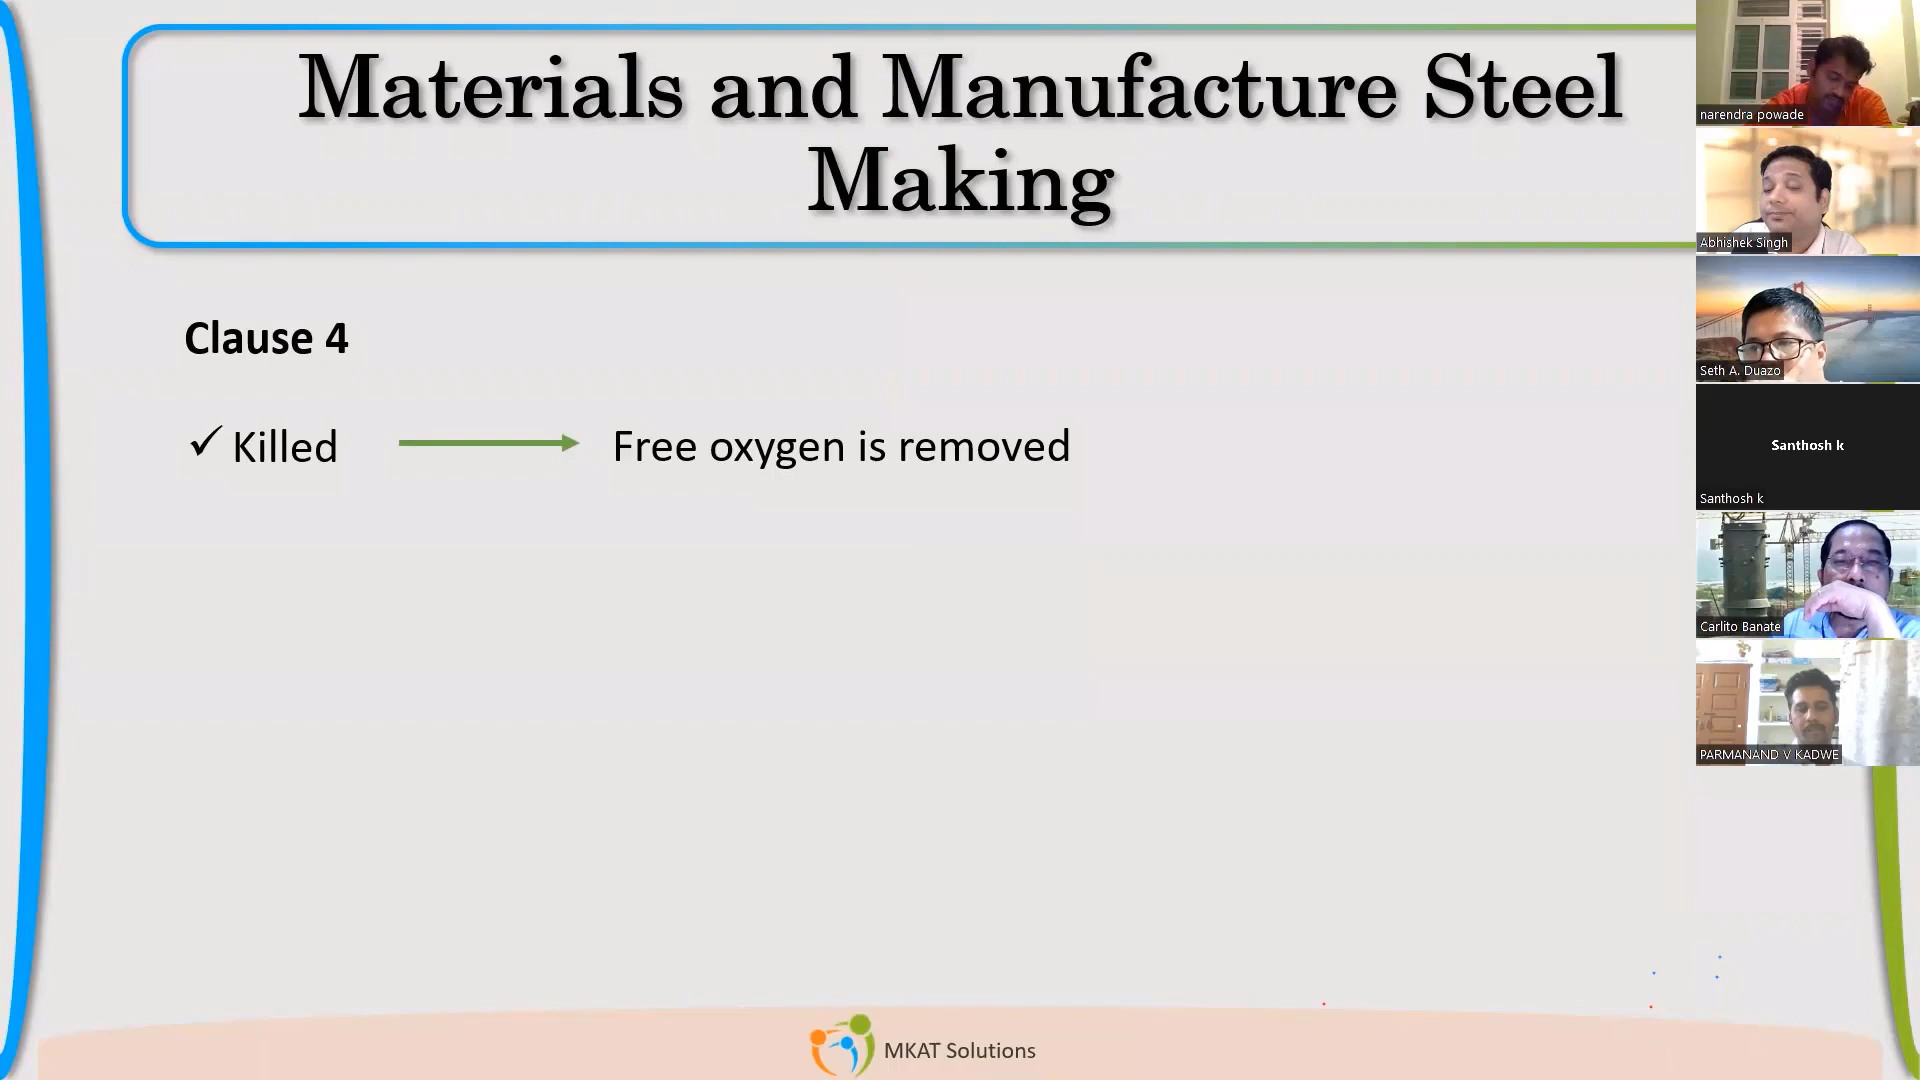 Materials and Manufacture Steel
Making
Clause 4
✓ Killed
Free oxygen is removed
MKAT Solutions
narendra powade
Abhishek Singh
Seth A. Duazo
Santhosh k
Santhosh k
Carlito Banate
PARMANAND V KADWE